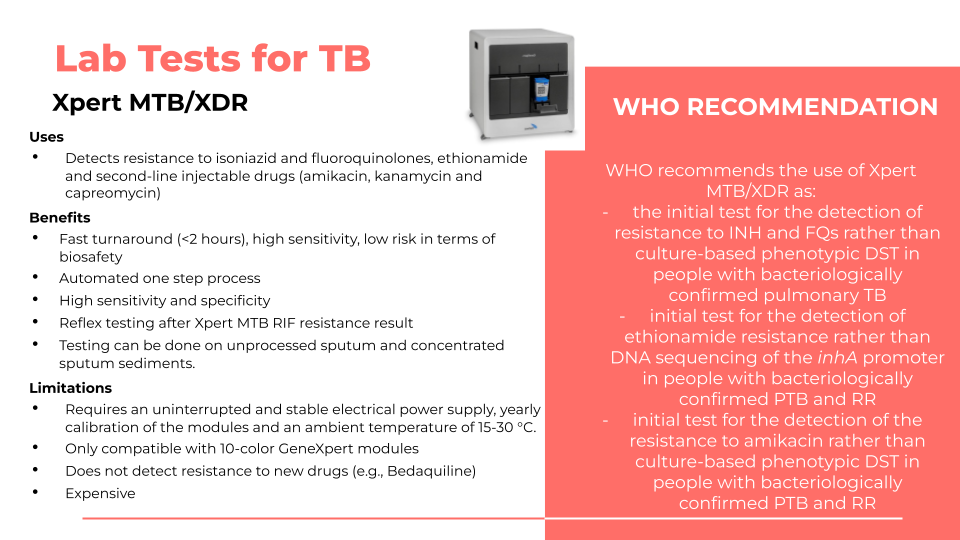 Lab Tests for TB
Xpert MTB/XDR
Uses
• Detects resistance to isoniazid and fluoroquinolones, ethionamide
and second-line injectable drugs (amikacin, kanamycin and
capreomycin)
Benefits
• Fast turnaround (<2 hours), high sensitivity, low risk in terms of
biosafety
• Automated one step process
• High sensitivity and specificity
• Reflex testing after Xpert MTB RIF resistance result
• Testing can be done on unprocessed sputum and concentrated
sputum sediments.
Limitations
• Requires an uninterrupted and stable electrical power supply, yearly
calibration of the modules and an ambient temperature of 15-30 °C.
• Only compatible with 10-color GeneXpert modules
• Does not detect resistance to new drugs (e.g., Bedaquiline)
• Expensive
WHO RECOMMENDATION
WHO recommends the use of Xpert
MTB/XDR as:
- the initial test for the detection of
resistance to INH and FQs rather than
culture-based phenotypic DST in
people with bacteriologically
confirmed pulmonary TB
- initial test for the detection of
ethionamide resistance rather than
DNA sequencing of the inhA promoter
in people with bacteriologically
confirmed PTB and RR
- initial test for the detection of the
resistance to amikacin rather than
culture-based phenotypic DST in
people with bacteriologically
confirmed PTB and RR